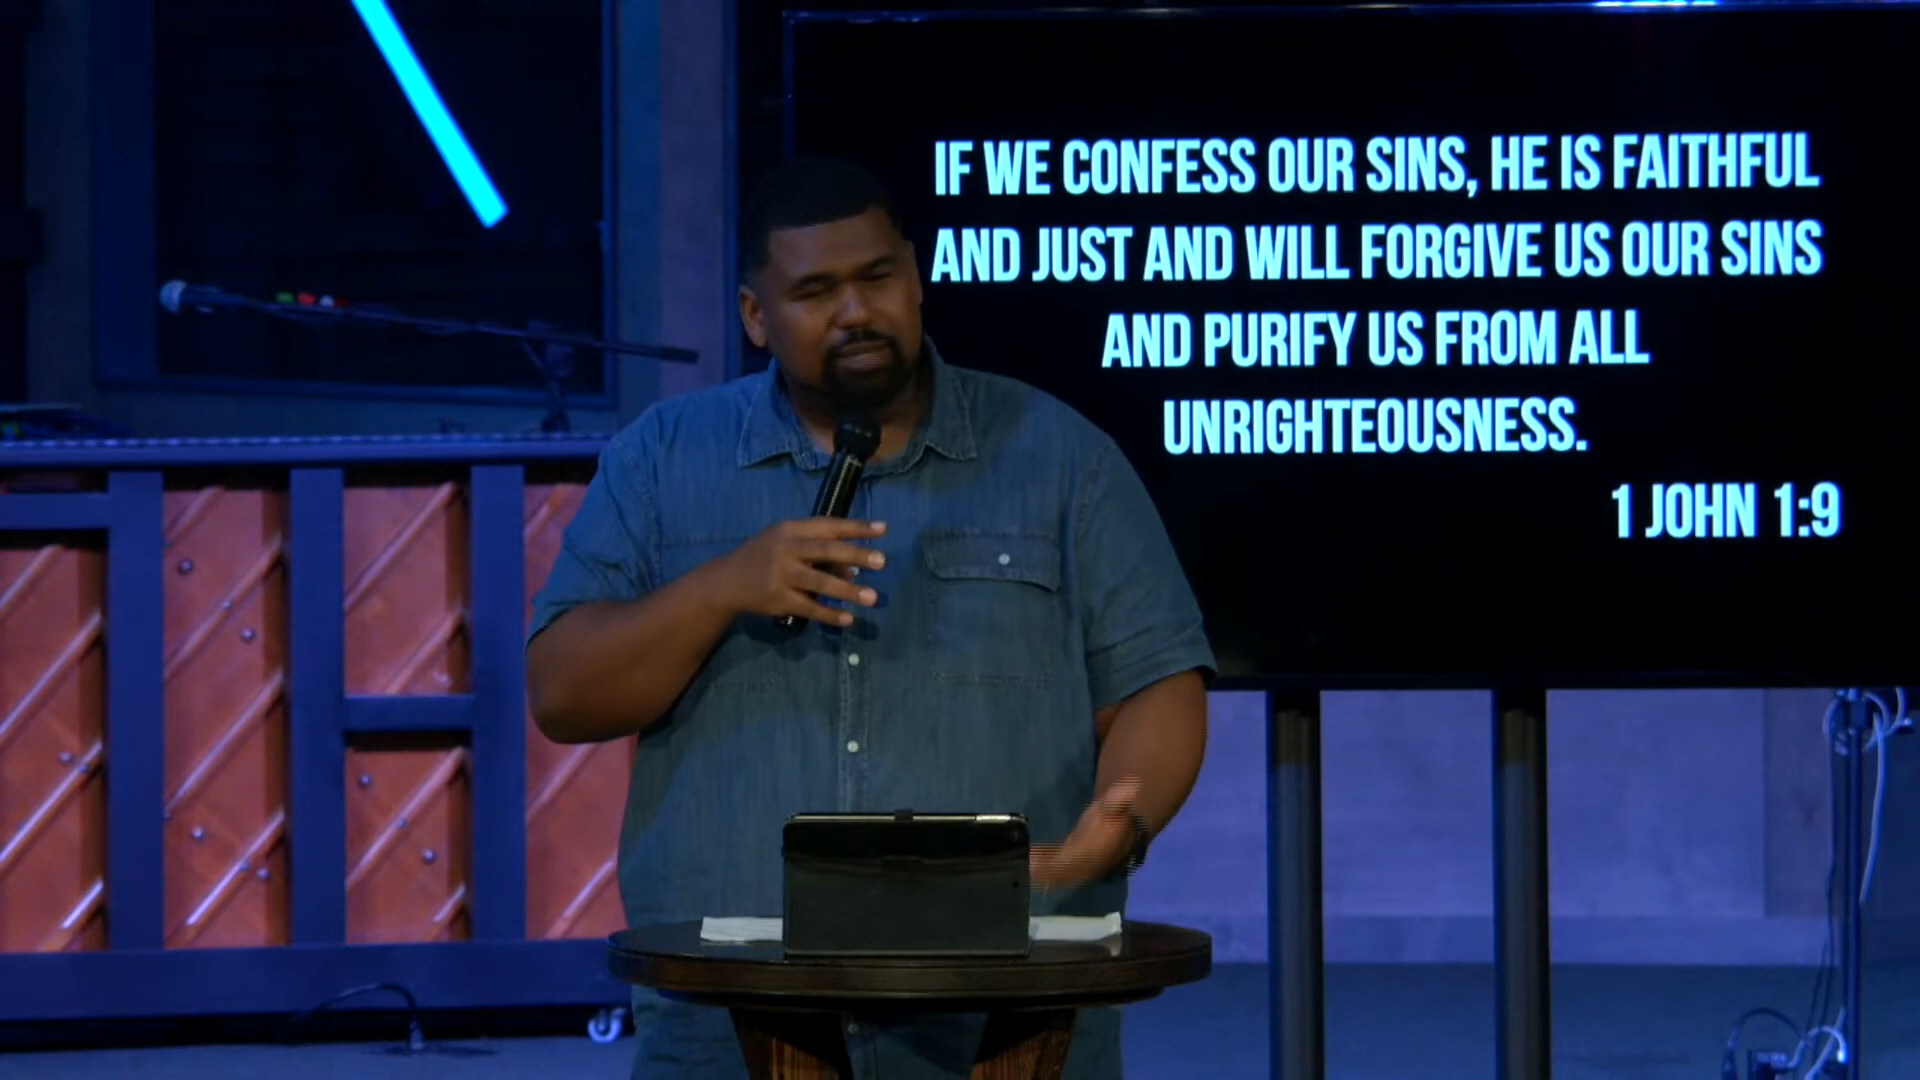 IF WE CONFESS OUR SINS, HE IS FAITHFUL
AND JUST AND WILL FORGIVE US OUR SINS
AND PURIFY US FROM ALL
UNRIGHTEOUSNESS.
1 JOHN 1:9